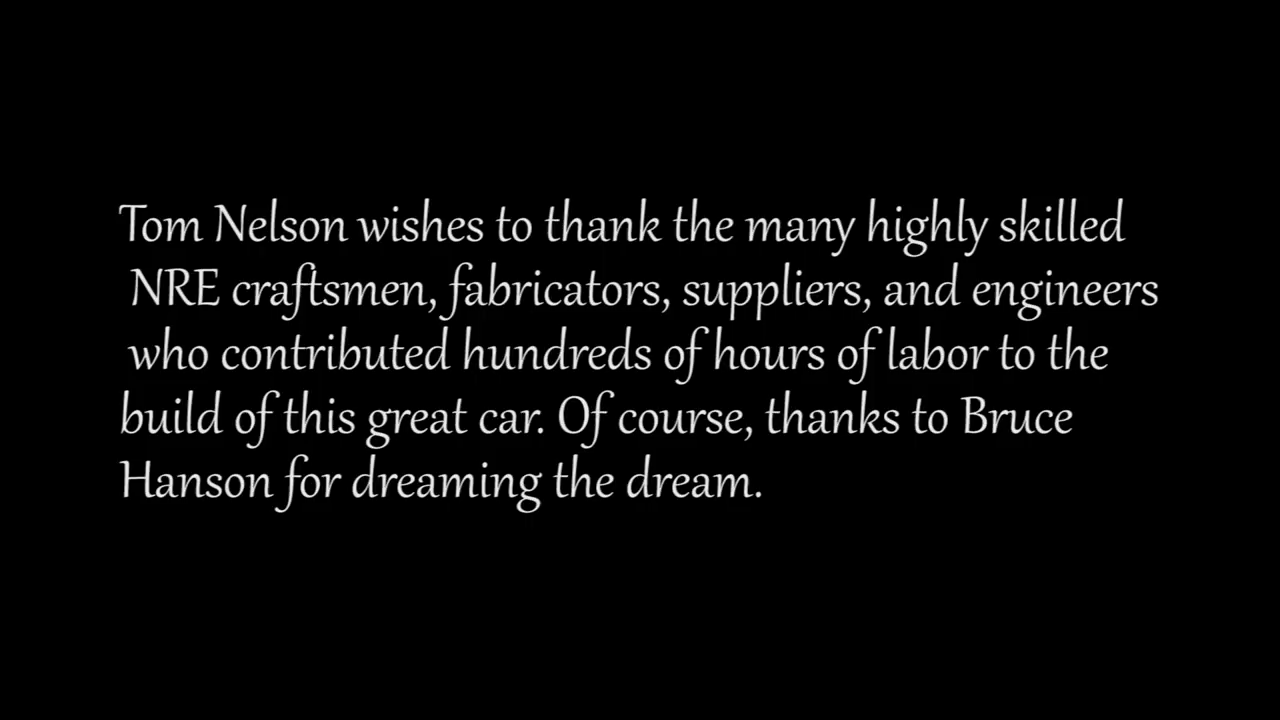 Tom Nelson wishes to thank the many highly skilled
NRE craftsmen, fabricators, suppliers, and engineers
who contributed hundreds of hours of labor to the
build of this great car. Of course, thanks to Bruce
Hanson for dreaming the dream.